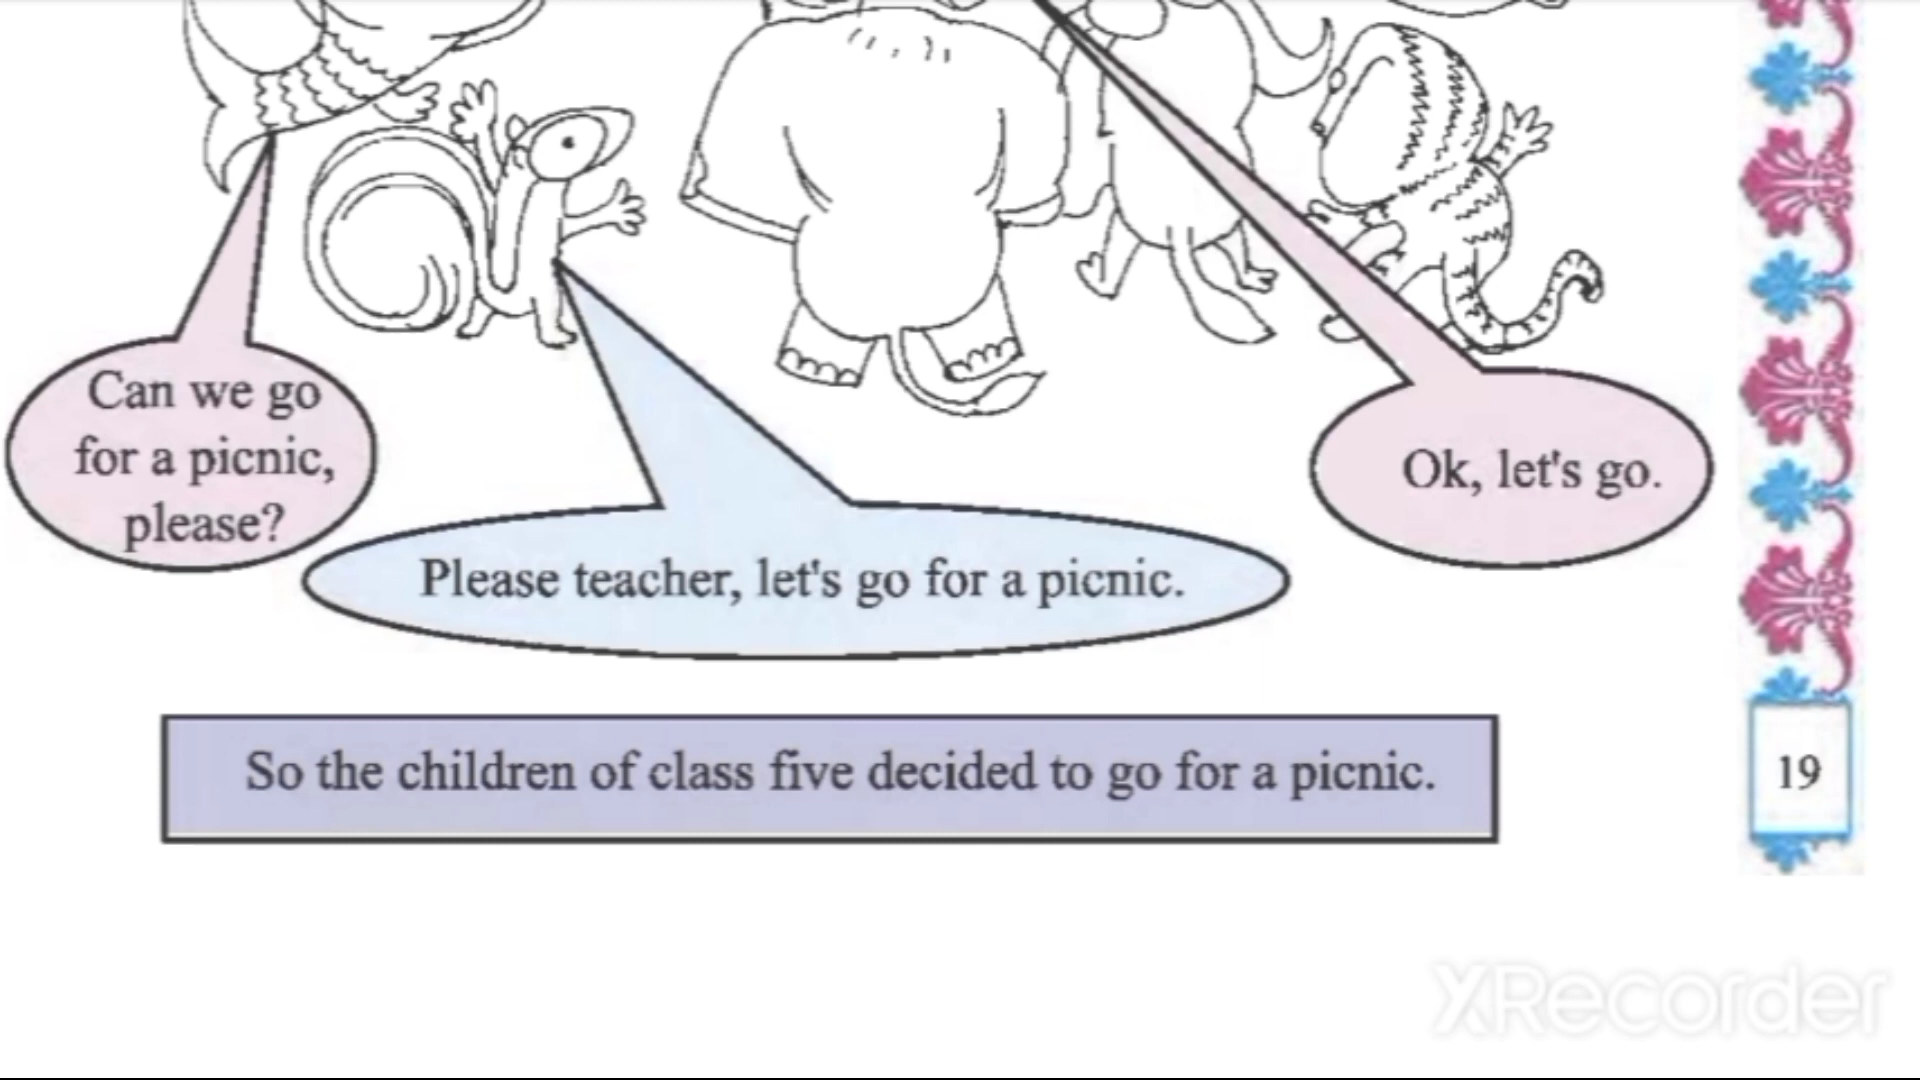 Can we go
for a picnic,
please?
Ok, let's go.
Please teacher, let's go for a picnic.
So the children of class five decided to go for a picnic.
19
XRecorder